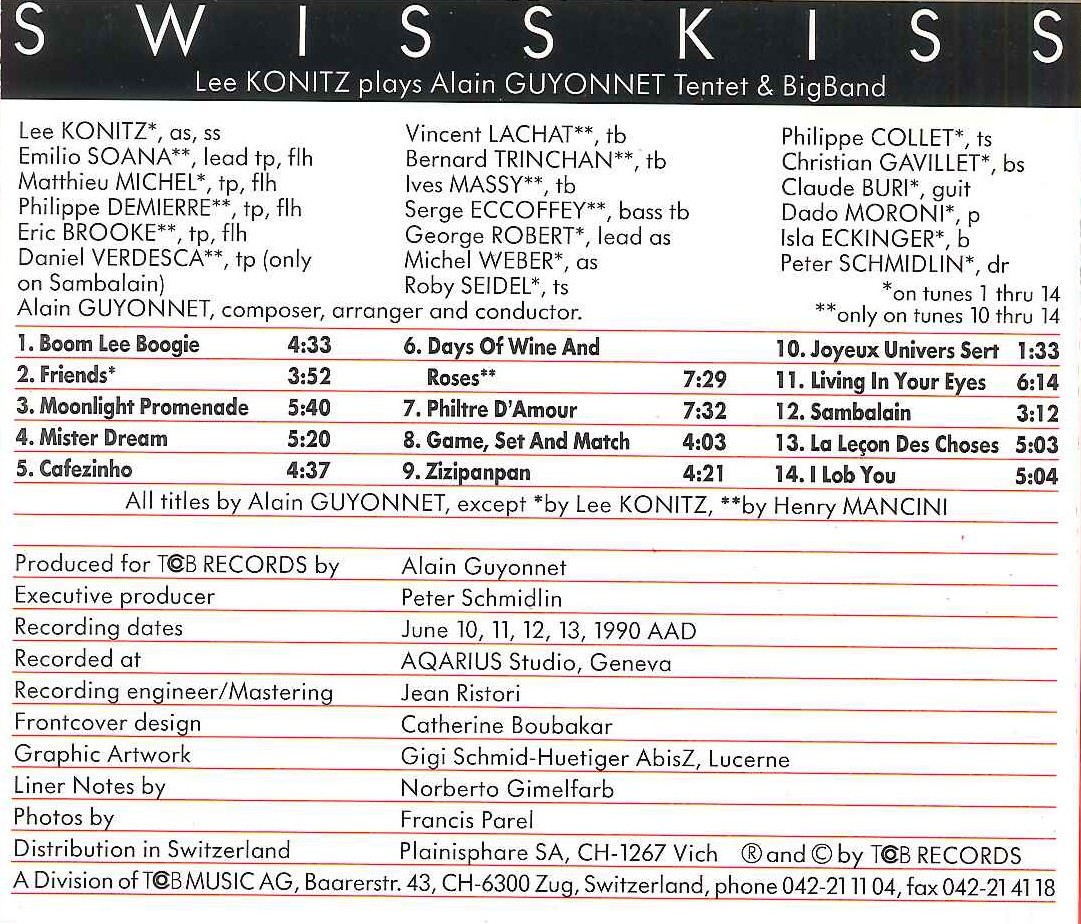 SWISS KISS
Lee KONITZ plays Alain GUYONNET Tentet & BigBand
Lee KONITZ*, as, ss
Emilio SOANA**, lead tp, flh
Matthieu MICHEL*, tp, flh
Philippe DEMIERRE**, tp, flh
Eric BROOKE**, tp, flh
Daniel VERDESCA**, tp (only
on Sambalain)
Vincent LACHAT**, tb
Bernard TRINCHAN**, tb
Ives MASSY**, tb
Serge ECCOFFEY**, bass tb
George ROBERT*, lead as
Michel WEBER*, as
Roby SEIDEL*, ts
Philippe COLLET*, ts
Christian GAVILLET*, bs
Claude BURI*, guit
Dado MORONI*, p
Isla ECKINGER*, b
Peter SCHMIDLIN*, dr
*on tunes 1 thru 14
**only on tunes 10 thru 14
Alain GUYONNET, composer, arranger and conductor.
1. Boom Lee Boogie 4:33
2. Friends* 3:52
3. Moonlight Promenade 5:40
4. Mister Dream 5:20
5. Cafezinho 4:37
6. Days Of Wine And
Roses** 7:29
7. Philtre D'Amour 7:32
8. Game, Set And Match 4:03
9. Zizipanpan 4:21
10. Joyeux Univers Sert 1:33
11. Living In Your Eyes 6:14
12. Sambalain 3:12
13. La Leçon Des Choses 5:03
14. I Lob You 5:04
All titles by Alain GUYONNET, except *by Lee KONITZ, **by Henry MANCINI
Produced for TCB RECORDS by Alain Guyonnet
Executive producer Peter Schmidlin
Recording dates June 10, 11, 12, 13, 1990 AAD
Recorded at AQARIUS Studio, Geneva
Recording engineer/Mastering Jean Ristori
Frontcover design Catherine Boubakar
Graphic Artwork Gigi Schmid-Huetiger AbisZ, Lucerne
Liner Notes by Norberto Gimelfarb
Photos by Francis Parel
Distribution in Switzerland Plainisphare SA, CH-1267 Vich ® and © by TCB RECORDS
A Division of TCB MUSIC AG, Baarerstr. 43, CH-6300 Zug, Switzerland, phone 042-21 11 04, fax 042-21 41 18